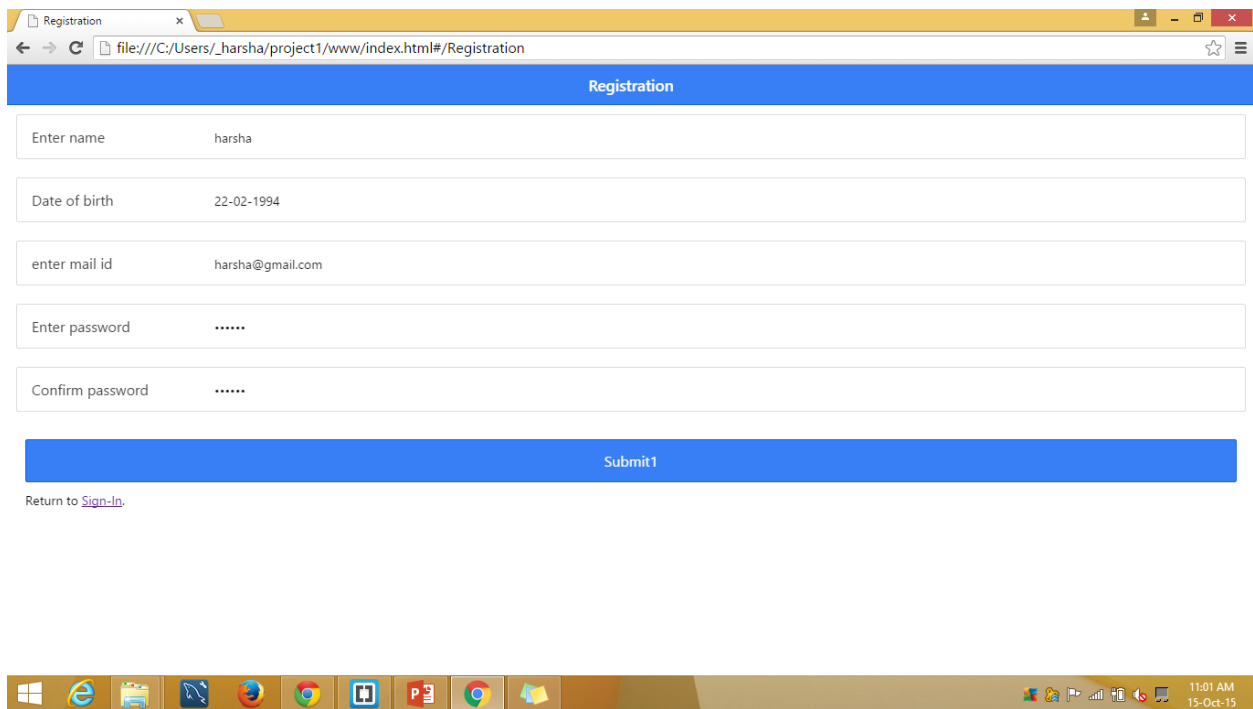 Registration
file:///C:/Users/_harsha/project1/www/index.html#/Registration
Registration
Enter name harsha
Date of birth 22-02-1994
enter mail id harsha@gmail.com
Enter password ••••••
Confirm password ••••••
Submit1
Return to Sign-In.
11:01 AM
15-Oct-15